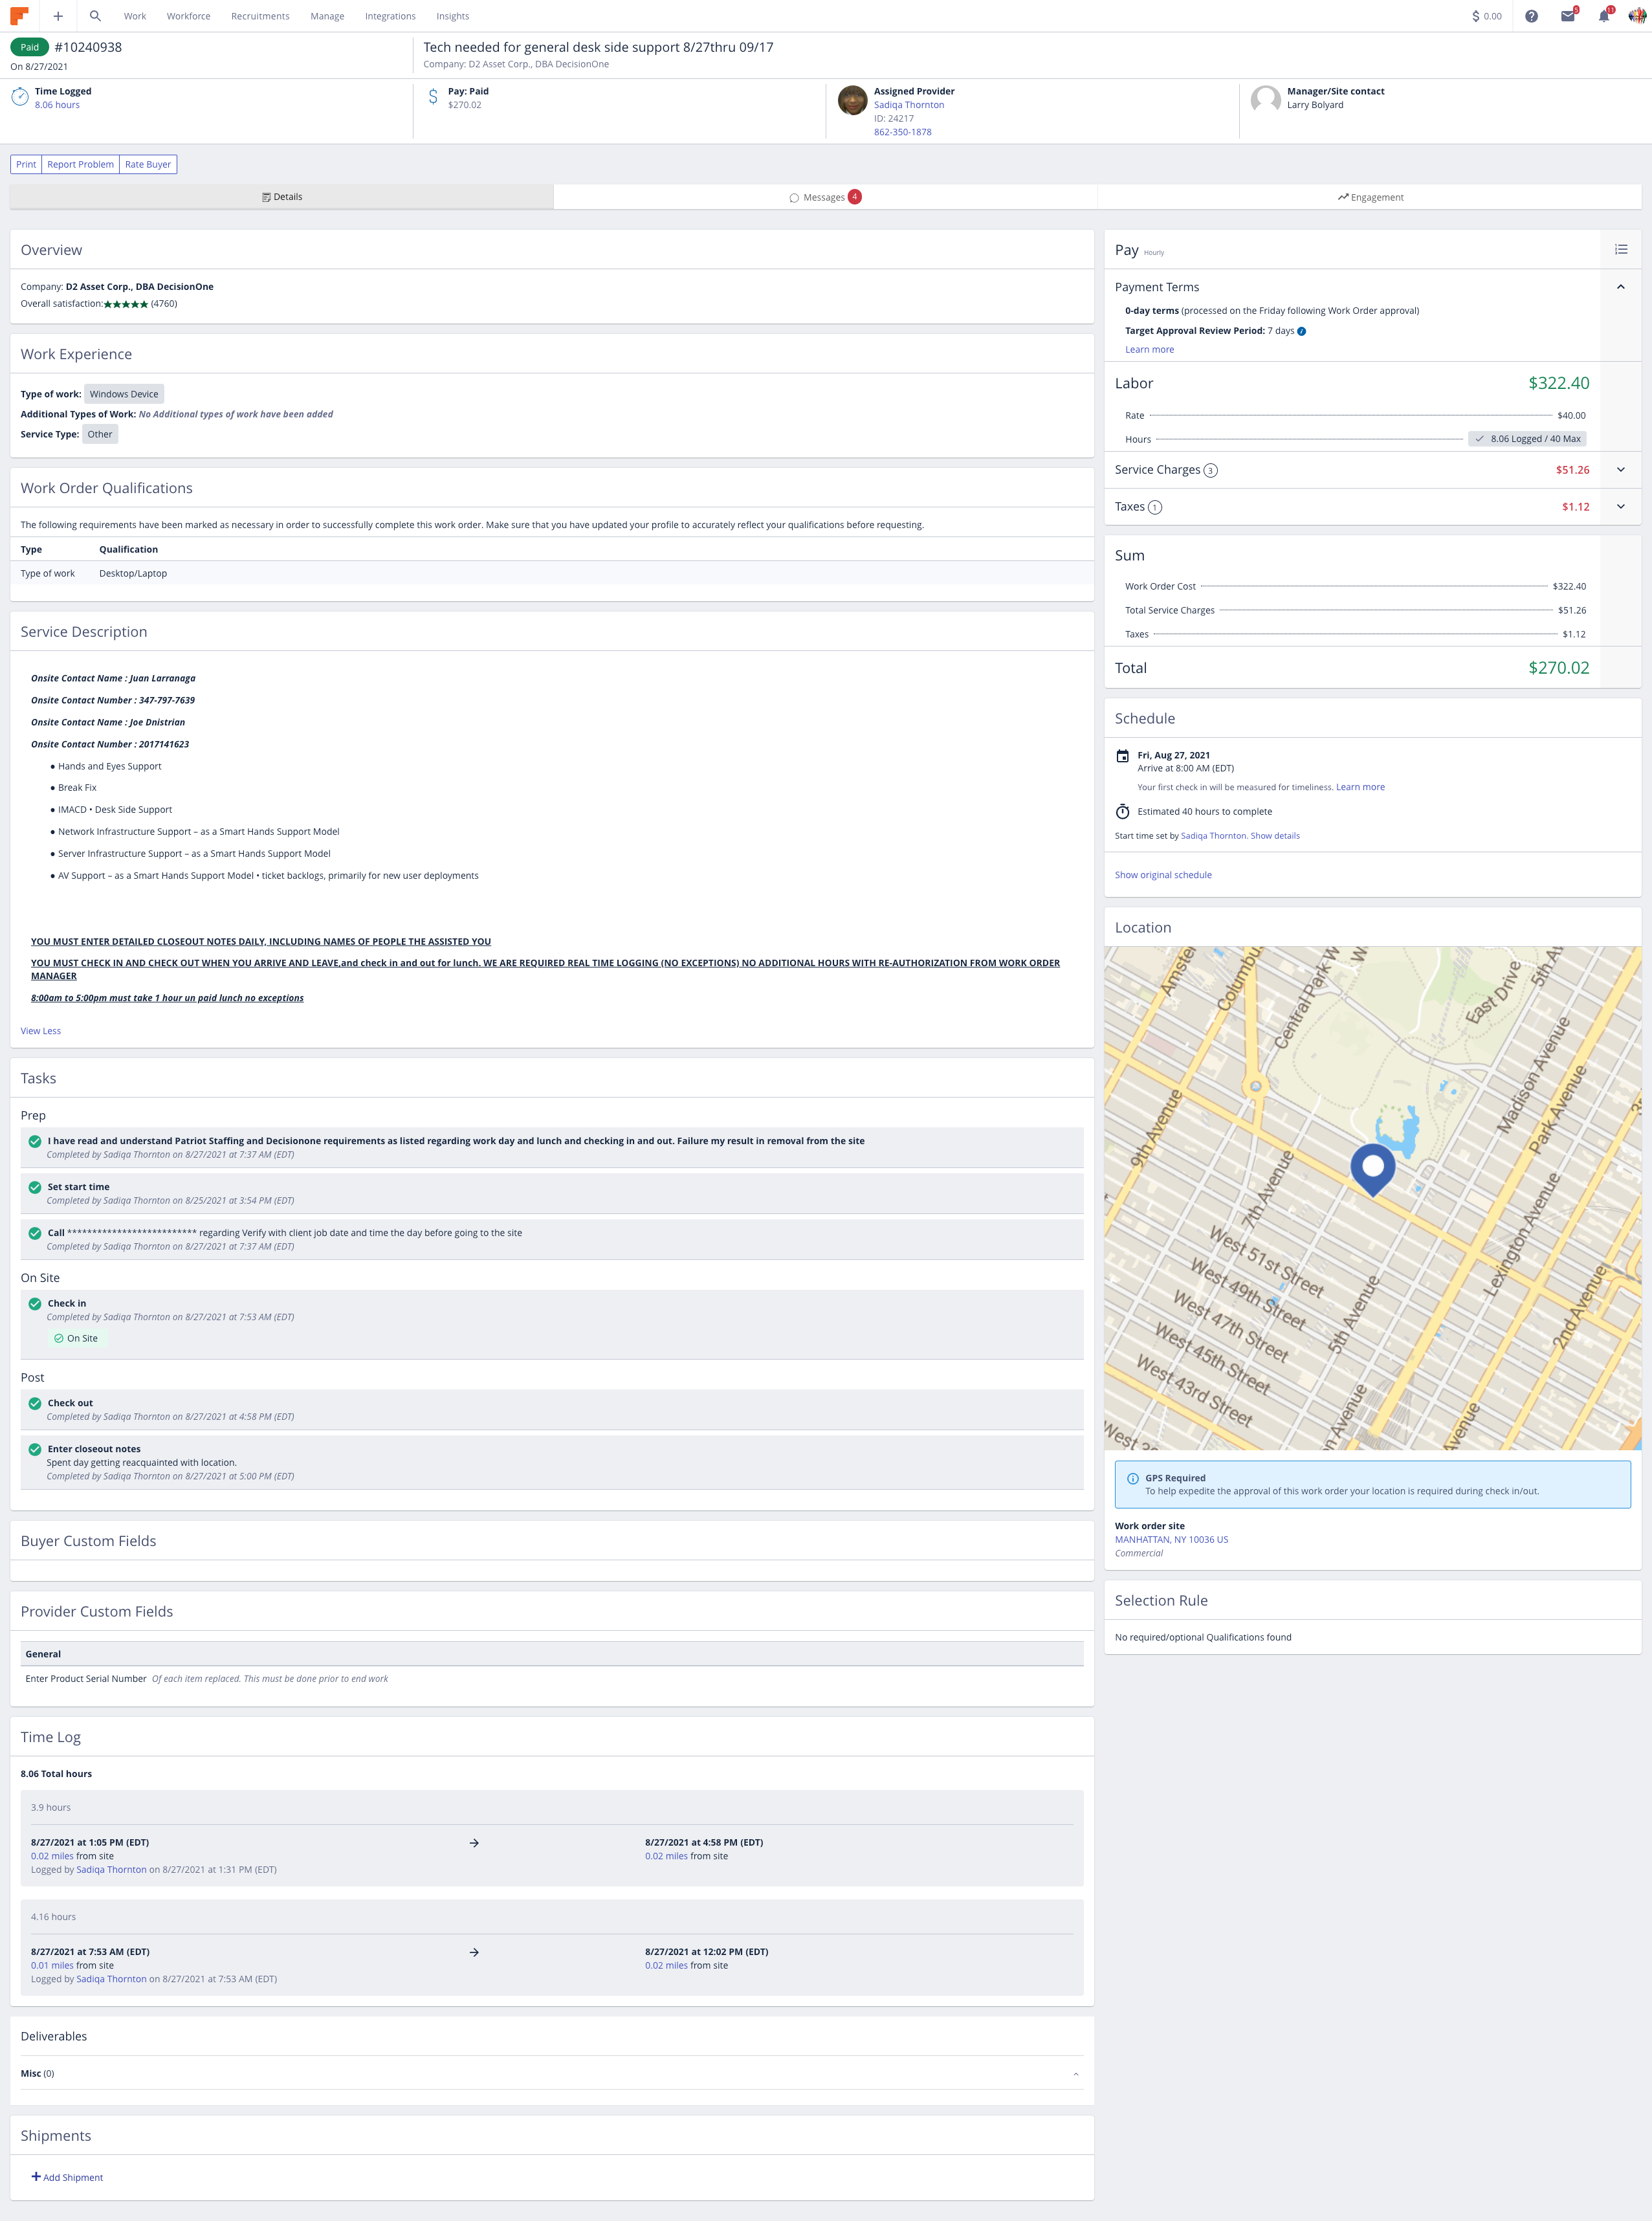 Work Workforce Recruitments Manage Integrations Insights
$ 0.00 5 11
Paid #10240938
On 8/27/2021
Tech needed for general desk side support 8/27thru 09/17
Company: D2 Asset Corp., DBA DecisionOne
Time Logged
8.06 hours
Pay: Paid
$270.02
Assigned Provider
Sadiqa Thornton
ID: 24217
862-350-1878
Manager/Site contact
Larry Bolyard
Print Report Problem Rate Buyer
Details Messages 4 Engagement
Overview
Company: D2 Asset Corp., DBA DecisionOne
Overall satisfaction:★★★★★ (4760)
Work Experience
Type of work: Windows Device
Additional Types of Work: No Additional types of work have been added
Service Type: Other
Work Order Qualifications
The following requirements have been marked as necessary in order to successfully complete this work order. Make sure that you have updated your profile to accurately reflect your qualifications before requesting.
Type Qualification
Type of work Desktop/Laptop
Service Description
Onsite Contact Name : Juan Larranaga
Onsite Contact Number : 347-797-7639
Onsite Contact Name : Joe Dnistrian
Onsite Contact Number : 2017141623
● Hands and Eyes Support
● Break Fix
● IMACD • Desk Side Support
● Network Infrastructure Support – as a Smart Hands Support Model
● Server Infrastructure Support – as a Smart Hands Support Model
● AV Support – as a Smart Hands Support Model • ticket backlogs, primarily for new user deployments
YOU MUST ENTER DETAILED CLOSEOUT NOTES DAILY, INCLUDING NAMES OF PEOPLE THE ASSISTED YOU
YOU MUST CHECK IN AND CHECK OUT WHEN YOU ARRIVE AND LEAVE,and check in and out for lunch. WE ARE REQUIRED REAL TIME LOGGING (NO EXCEPTIONS) NO ADDITIONAL HOURS WITH RE-AUTHORIZATION FROM WORK ORDER
MANAGER
8:00am to 5:00pm must take 1 hour un paid lunch no exceptions
View Less
Tasks
Prep
I have read and understand Patriot Staffing and Decisionone requirements as listed regarding work day and lunch and checking in and out. Failure my result in removal from the site
Completed by Sadiqa Thornton on 8/27/2021 at 7:37 AM (EDT)
Set start time
Completed by Sadiqa Thornton on 8/25/2021 at 3:54 PM (EDT)
Call ************************** regarding Verify with client job date and time the day before going to the site
Completed by Sadiqa Thornton on 8/27/2021 at 7:37 AM (EDT)
On Site
Check in
Completed by Sadiqa Thornton on 8/27/2021 at 7:53 AM (EDT)
On Site
Post
Check out
Completed by Sadiqa Thornton on 8/27/2021 at 4:58 PM (EDT)
Enter closeout notes
Spent day getting reacquainted with location.
Completed by Sadiqa Thornton on 8/27/2021 at 5:00 PM (EDT)
Buyer Custom Fields
Provider Custom Fields
General
Enter Product Serial Number Of each item replaced. This must be done prior to end work
Time Log
8.06 Total hours
3.9 hours
8/27/2021 at 1:05 PM (EDT) → 8/27/2021 at 4:58 PM (EDT)
0.02 miles from site 0.02 miles from site
Logged by Sadiqa Thornton on 8/27/2021 at 1:31 PM (EDT)
4.16 hours
8/27/2021 at 7:53 AM (EDT) → 8/27/2021 at 12:02 PM (EDT)
0.01 miles from site 0.02 miles from site
Logged by Sadiqa Thornton on 8/27/2021 at 7:53 AM (EDT)
Deliverables
Misc (0)
Shipments
+ Add Shipment
Pay Hourly
Payment Terms
0-day terms (processed on the Friday following Work Order approval)
Target Approval Review Period: 7 days
Learn more
Labor $322.40
Rate $40.00
Hours 8.06 Logged / 40 Max
Service Charges 3 $51.26
Taxes 1 $1.12
Sum
Work Order Cost $322.40
Total Service Charges $51.26
Taxes $1.12
Total $270.02
Schedule
Fri, Aug 27, 2021
Arrive at 8:00 AM (EDT)
Your first check in will be measured for timeliness. Learn more
Estimated 40 hours to complete
Start time set by Sadiqa Thornton. Show details
Show original schedule
Location
Amster
Columbu
Central Park W
W
East Drive
5th A
9th Avenue
7th Avenue
Madison Avenue
Park Avenue
West 51st Street
West 49th Street
West 47th Street
West 45th Street
West 43rd Street
5th Avenue
Lexington Avenue
2nd Avenue
West 3
n Avenue
Avenue
GPS Required
To help expedite the approval of this work order your location is required during check in/out.
Work order site
MANHATTAN, NY 10036 US
Commercial
Selection Rule
No required/optional Qualifications found